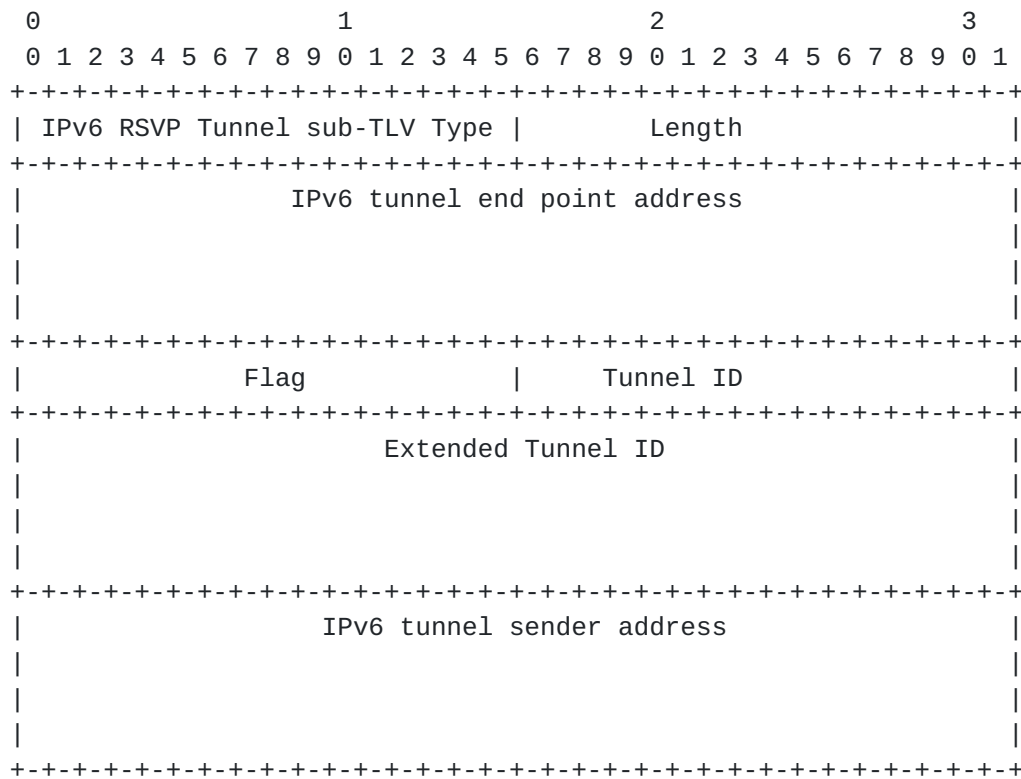 0                   1                   2                   3
 0 1 2 3 4 5 6 7 8 9 0 1 2 3 4 5 6 7 8 9 0 1 2 3 4 5 6 7 8 9 0 1
+-+-+-+-+-+-+-+-+-+-+-+-+-+-+-+-+-+-+-+-+-+-+-+-+-+-+-+-+-+-+-+-+
| IPv6 RSVP Tunnel sub-TLV Type |        Length                 |
+-+-+-+-+-+-+-+-+-+-+-+-+-+-+-+-+-+-+-+-+-+-+-+-+-+-+-+-+-+-+-+-+
|                 IPv6 tunnel end point address                 |
|                                                               |
|                                                               |
|                                                               |
+-+-+-+-+-+-+-+-+-+-+-+-+-+-+-+-+-+-+-+-+-+-+-+-+-+-+-+-+-+-+-+-+
|              Flag             |     Tunnel ID                 |
+-+-+-+-+-+-+-+-+-+-+-+-+-+-+-+-+-+-+-+-+-+-+-+-+-+-+-+-+-+-+-+-+
|                       Extended Tunnel ID                      |
|                                                               |
|                                                               |
|                                                               |
+-+-+-+-+-+-+-+-+-+-+-+-+-+-+-+-+-+-+-+-+-+-+-+-+-+-+-+-+-+-+-+-+
|                   IPv6 tunnel sender address                  |
|                                                               |
|                                                               |
|                                                               |
+-+-+-+-+-+-+-+-+-+-+-+-+-+-+-+-+-+-+-+-+-+-+-+-+-+-+-+-+-+-+-+-+